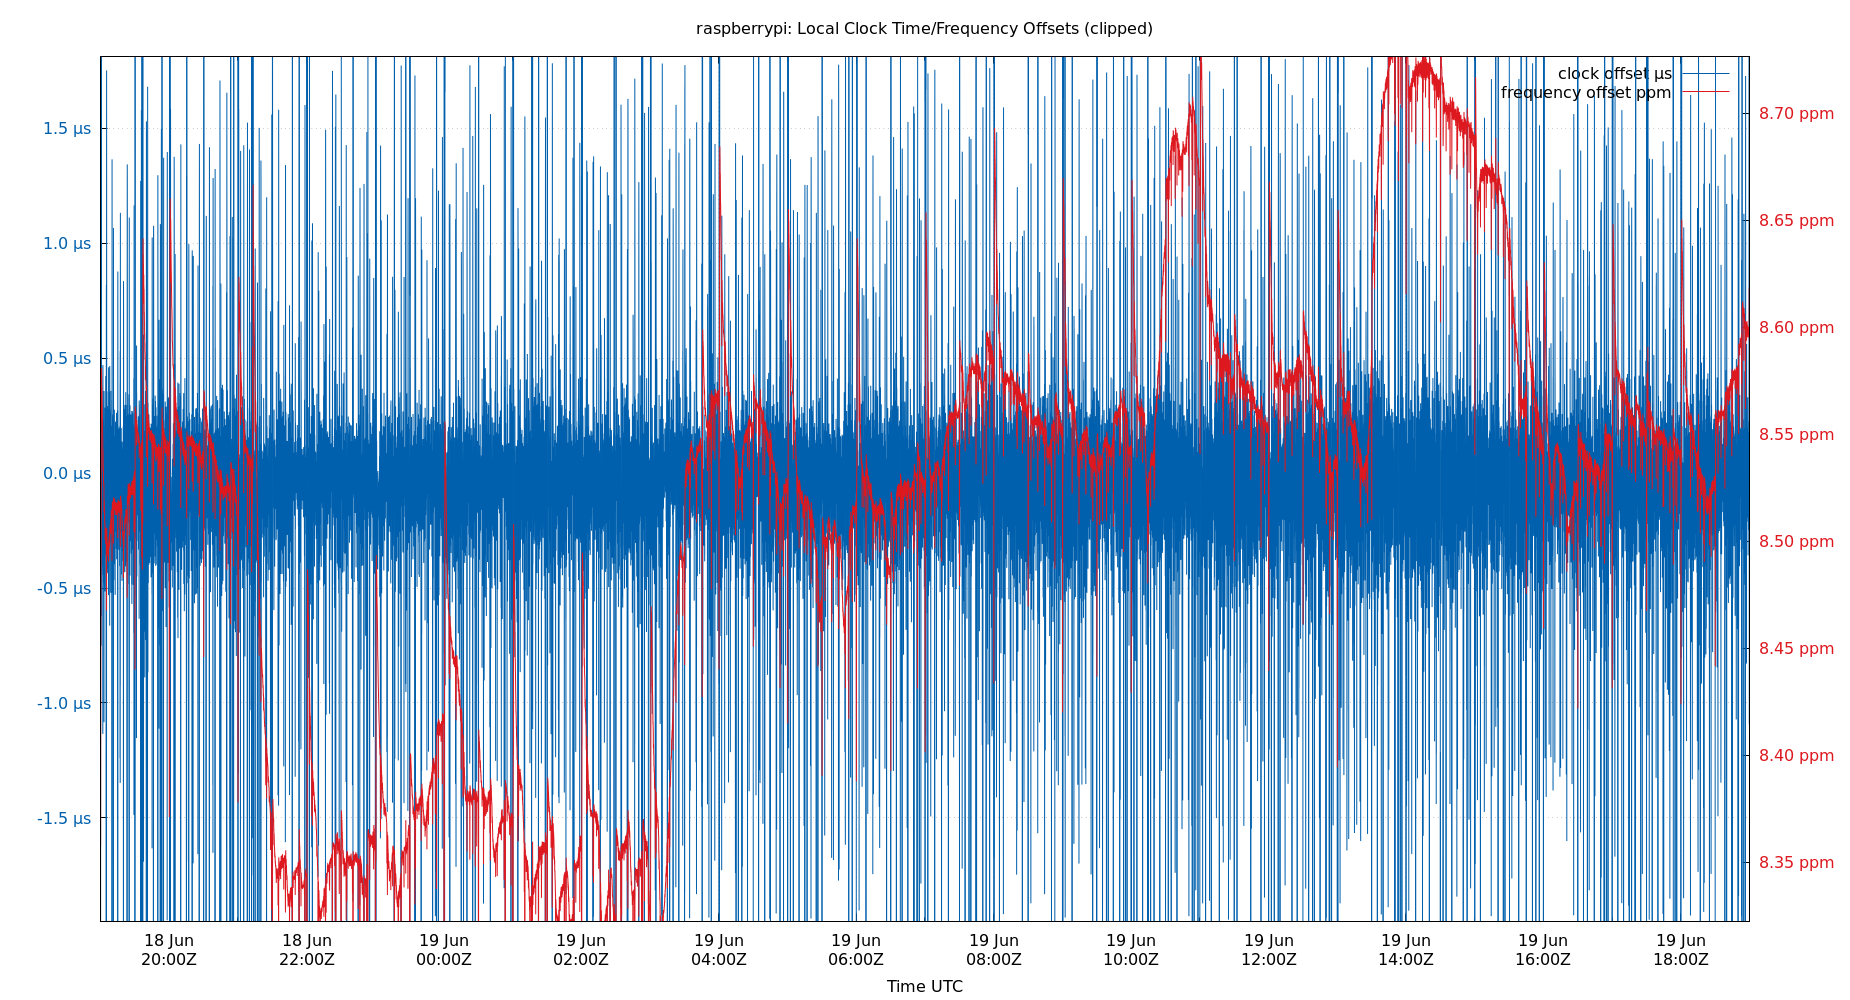 raspberrypi: Local Clock Time/Frequency Offsets (clipped)
clock offset µs
frequency offset ppm
1.5 µs
1.0 µs
0.5 µs
0.0 µs
-0.5 µs
-1.0 µs
-1.5 µs
8.70 ppm
8.65 ppm
8.60 ppm
8.55 ppm
8.50 ppm
8.45 ppm
8.40 ppm
8.35 ppm
18 Jun 18 Jun 19 Jun 19 Jun 19 Jun 19 Jun 19 Jun 19 Jun 19 Jun 19 Jun 19 Jun 19 Jun
20:00Z 22:00Z 00:00Z 02:00Z 04:00Z 06:00Z 08:00Z 10:00Z 12:00Z 14:00Z 16:00Z 18:00Z
Time UTC